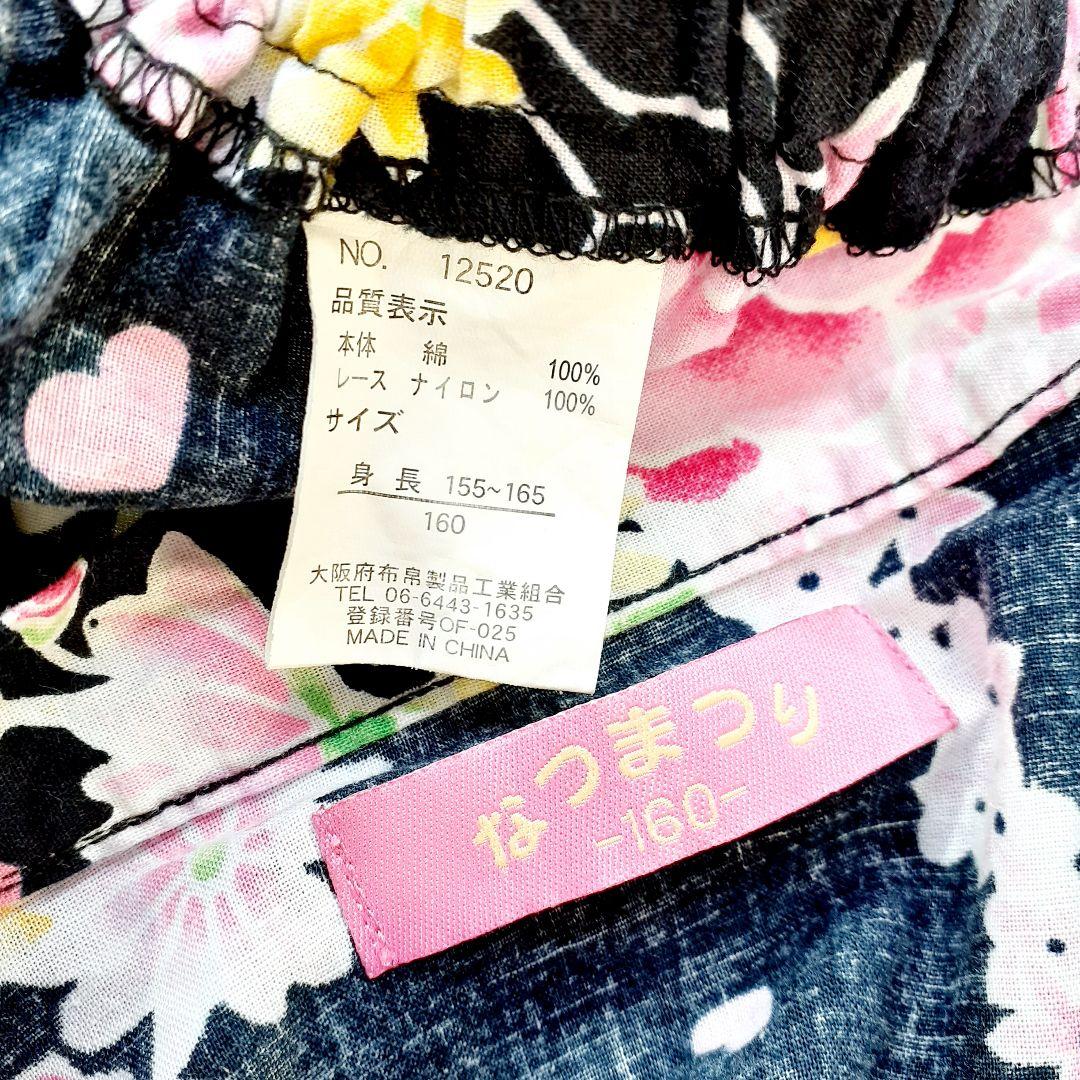 NO. 12520
品質表示
本体 綿 100%
レース ナイロン 100%
サイズ
身長 155~165
160
大阪府布帛製品工業組合
TEL 06-6443-1635
登録番号OF-025
MADE IN CHINA
なつまつり
-160-